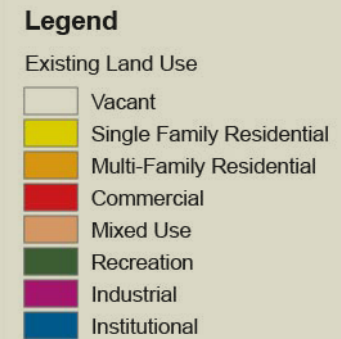 Legend
Existing Land Use
Vacant
Single Family Residential
Multi-Family Residential
Commercial
Mixed Use
Recreation
Industrial
Institutional